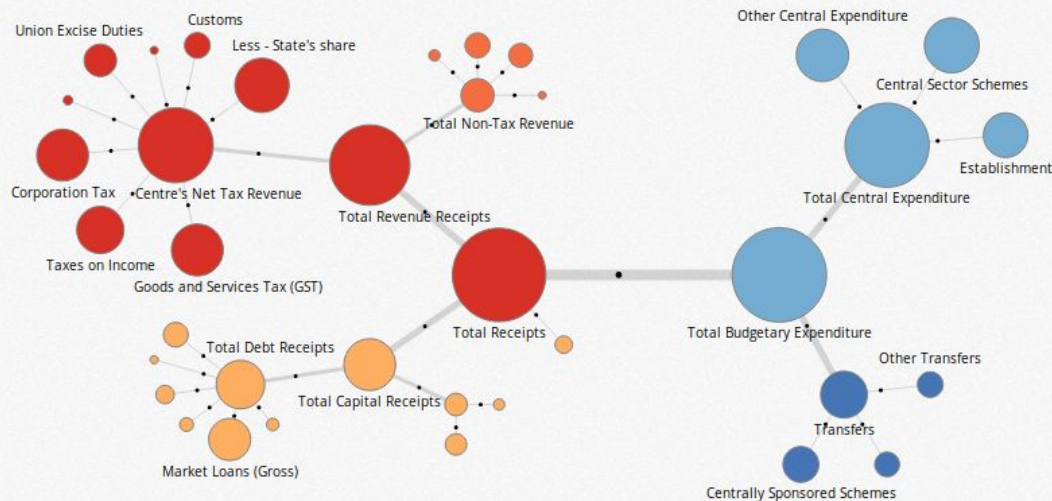 Customs
Other Central Expenditure
Union Excise Duties
Less - State's share
Central Sector Schemes
Total Non-Tax Revenue
Establishment
Corporation Tax
Centre's Net Tax Revenue
Total Central Expenditure
Total Revenue Receipts
Taxes on Income
Goods and Services Tax (GST)
Total Receipts
Total Budgetary Expenditure
Total Debt Receipts
Other Transfers
Total Capital Receipts
Transfers
Market Loans (Gross)
Centrally Sponsored Schemes